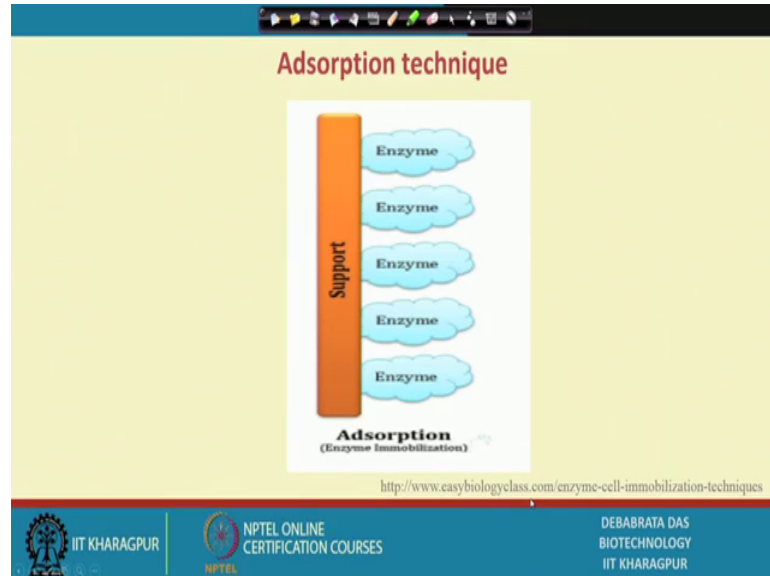 Adsorption technique
Support
Enzyme
Enzyme
Enzyme
Enzyme
Enzyme
Adsorption
(Enzyme Immobilization)
http://www.easybiologyclass.com/enzyme-cell-immobilization-techniques
IIT KHARAGPUR
NPTEL
NPTEL ONLINE
CERTIFICATION COURSES
DEBABRATA DAS
BIOTECHNOLOGY
IIT KHARAGPUR